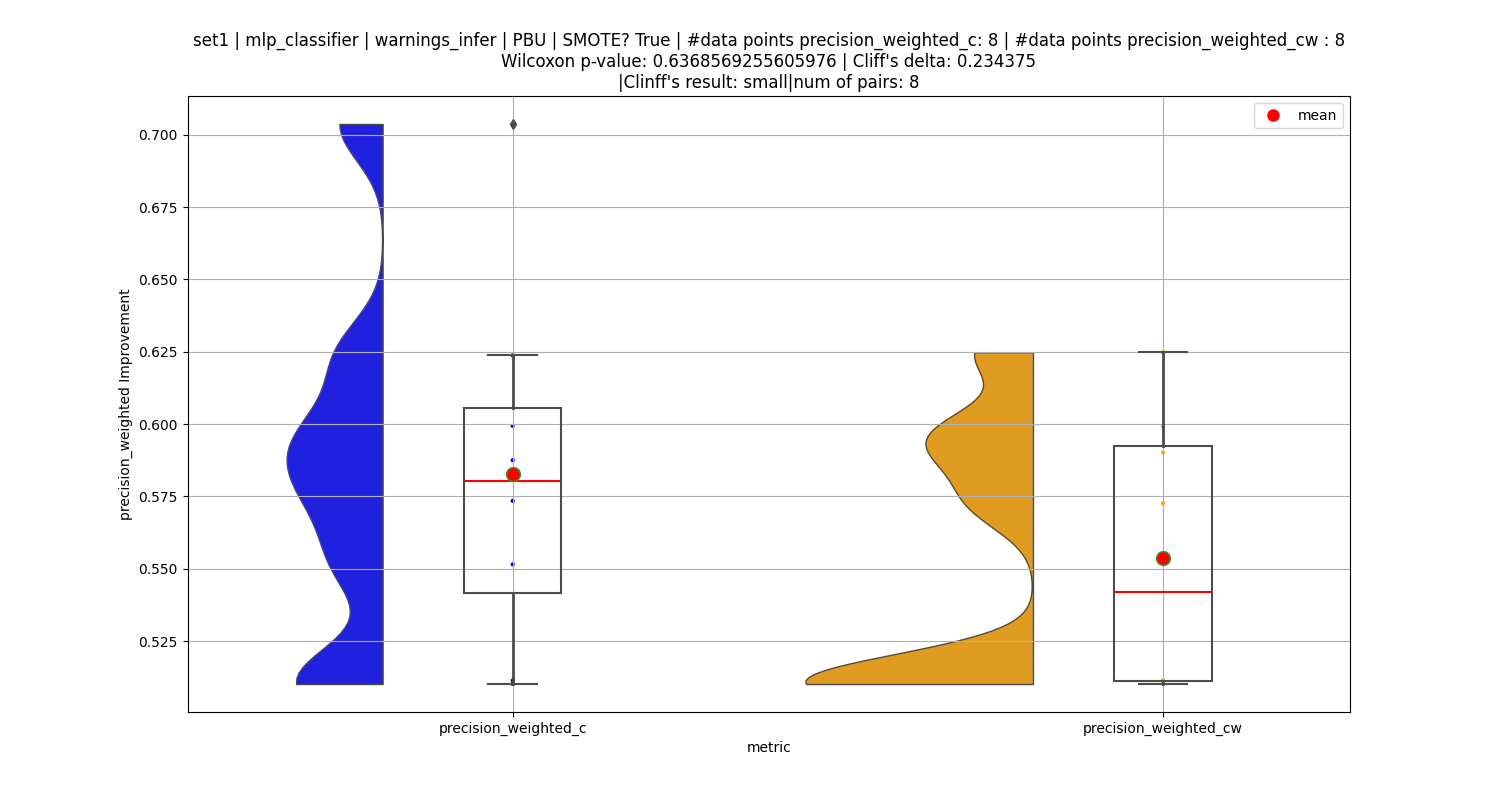 set1 | mlp_classifier | warnings_infer | PBU | SMOTE? True | #data points precision_weighted_c: 8 | #data points precision_weighted_cw : 8
Wilcoxon p-value: 0.6368569255605976 | Cliff's delta: 0.234375
|Clinff's result: small|num of pairs: 8
mean
0.700
0.675
0.650
0.625
0.600
0.575
0.550
0.525
precision_weighted Improvement
precision_weighted_c
precision_weighted_cw
metric